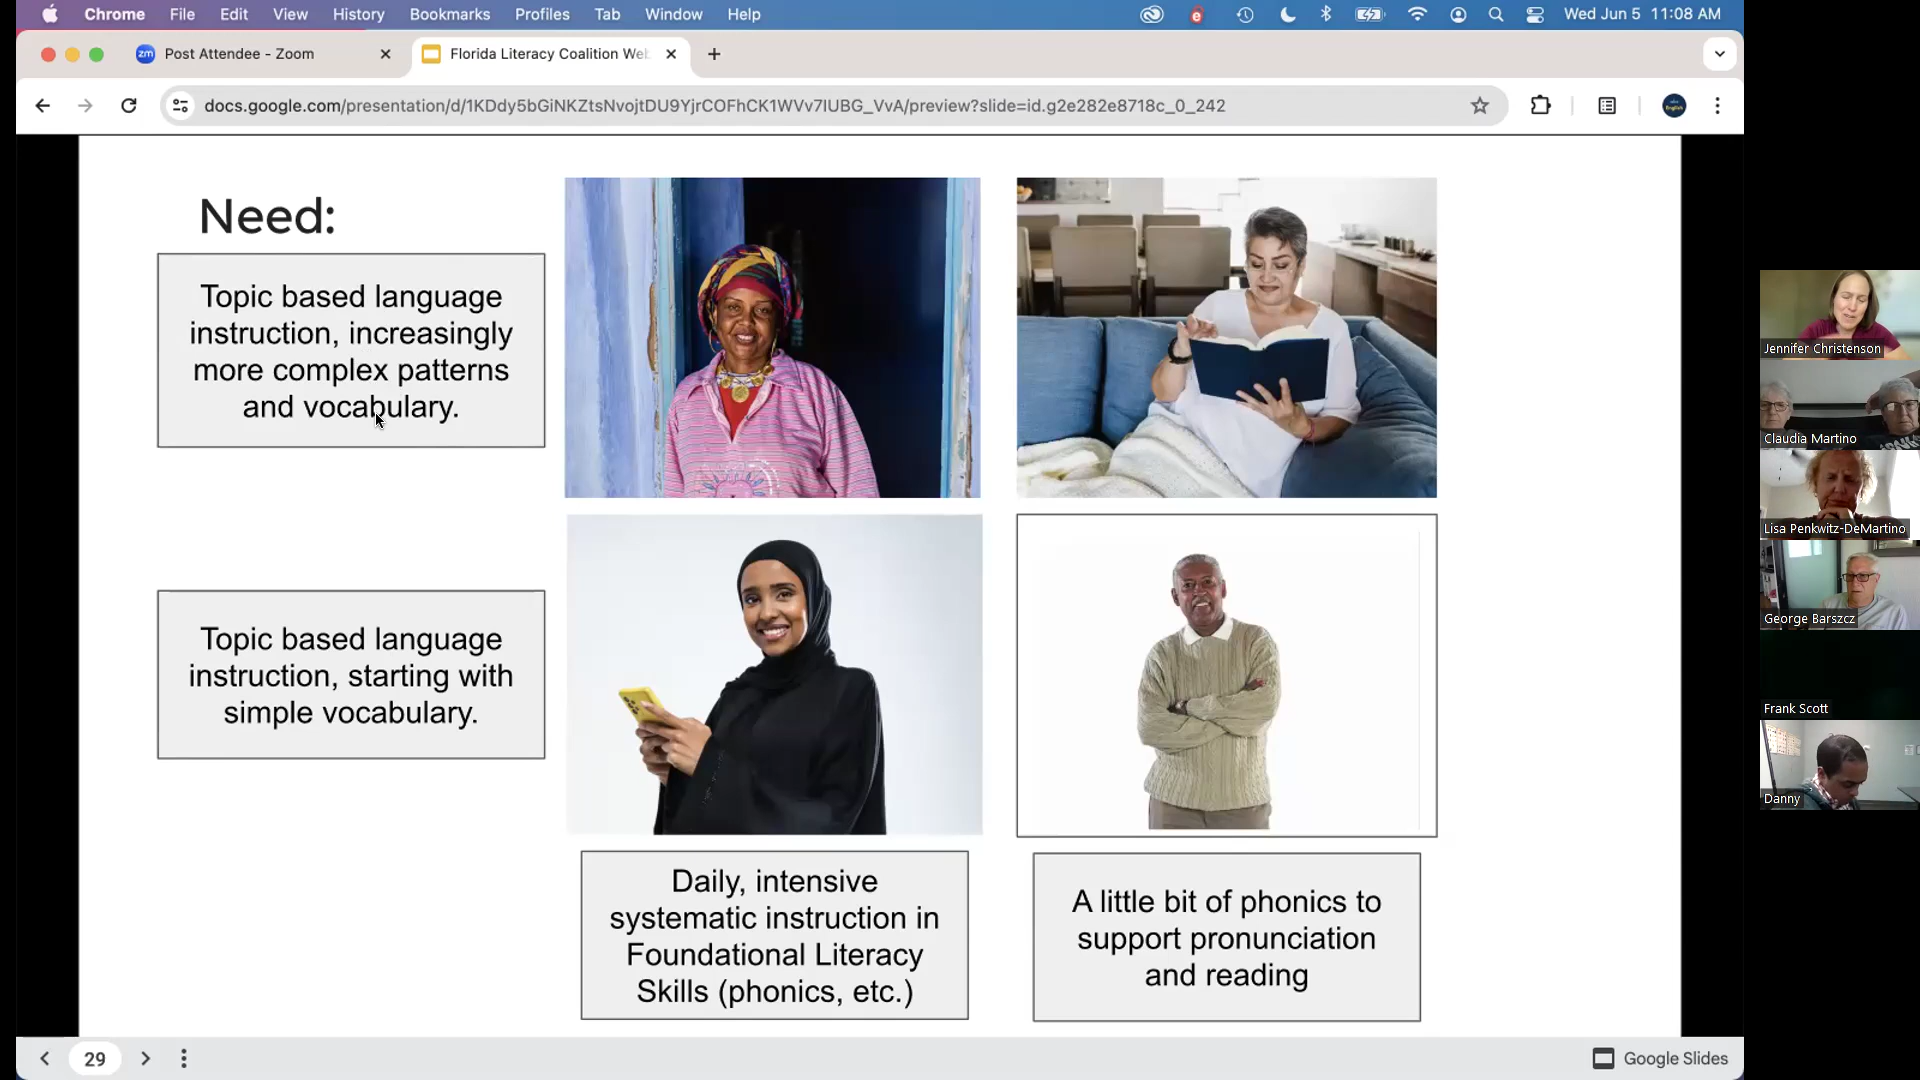 Chrome File Edit View History Bookmarks Profiles Tab Window Help
Wed Jun 5 11:08 AM
zm Post Attendee - Zoom
Florida Literacy Coalition Web
docs.google.com/presentation/d/1KDdy5bGiNKZtsNvojtDU9YjrCOFhCK1WVv7lUBG_VvA/preview?slide=id.g2e282e8718c_0_242
Need:
Topic based language
instruction, increasingly
more complex patterns
and vocabulary.
Topic based language
instruction, starting with
simple vocabulary.
Daily, intensive
systematic instruction in
Foundational Literacy
Skills (phonics, etc.)
A little bit of phonics to
support pronunciation
and reading
29
Google Slides
Jennifer Christenson
Claudia Martino
Lisa Penkwitz-DeMartino
George Barszcz
Frank Scott
Danny